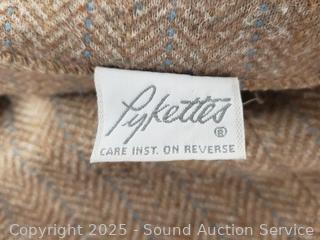 Pykettes®
CARE INST. ON REVERSE
Copyright 2025 - Sound Auction Service